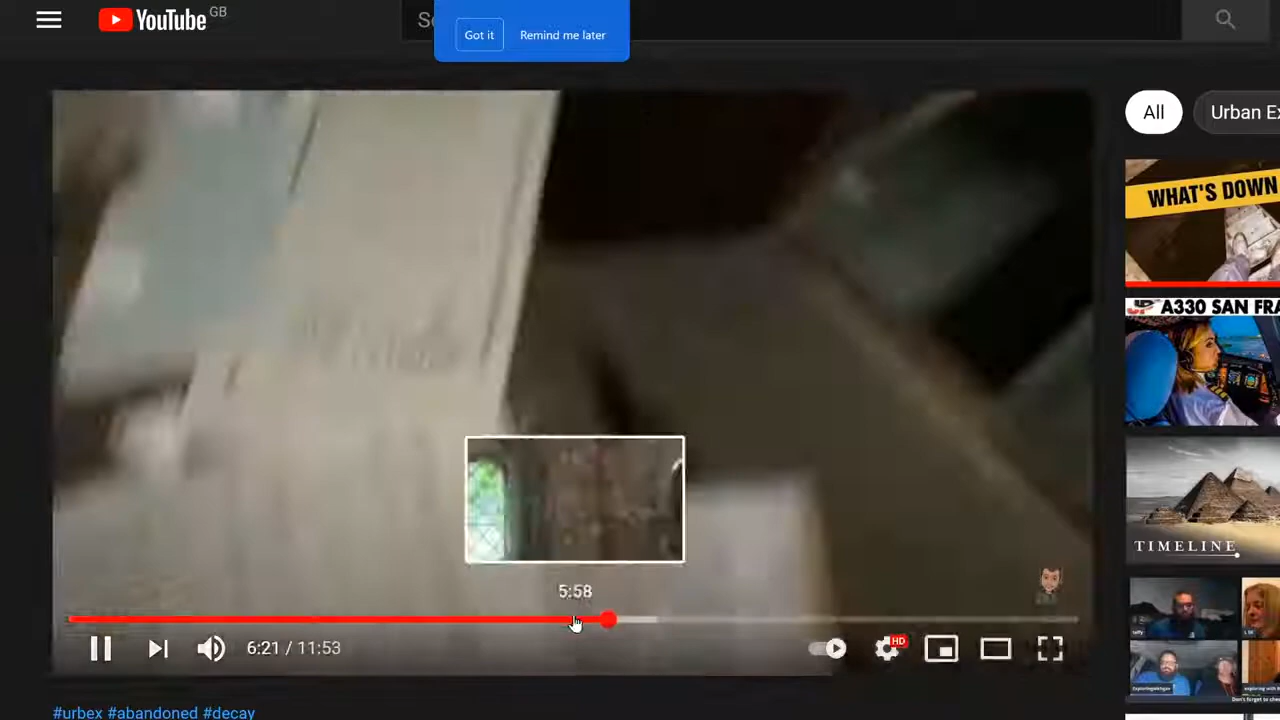 YouTube GB
Got it
Remind me later
All
Urban Ex
WHAT'S DOWN
A330 SAN FRA
TIMELINE
5:58
6:21 / 11:53
HD
#urbex #abandoned #decay